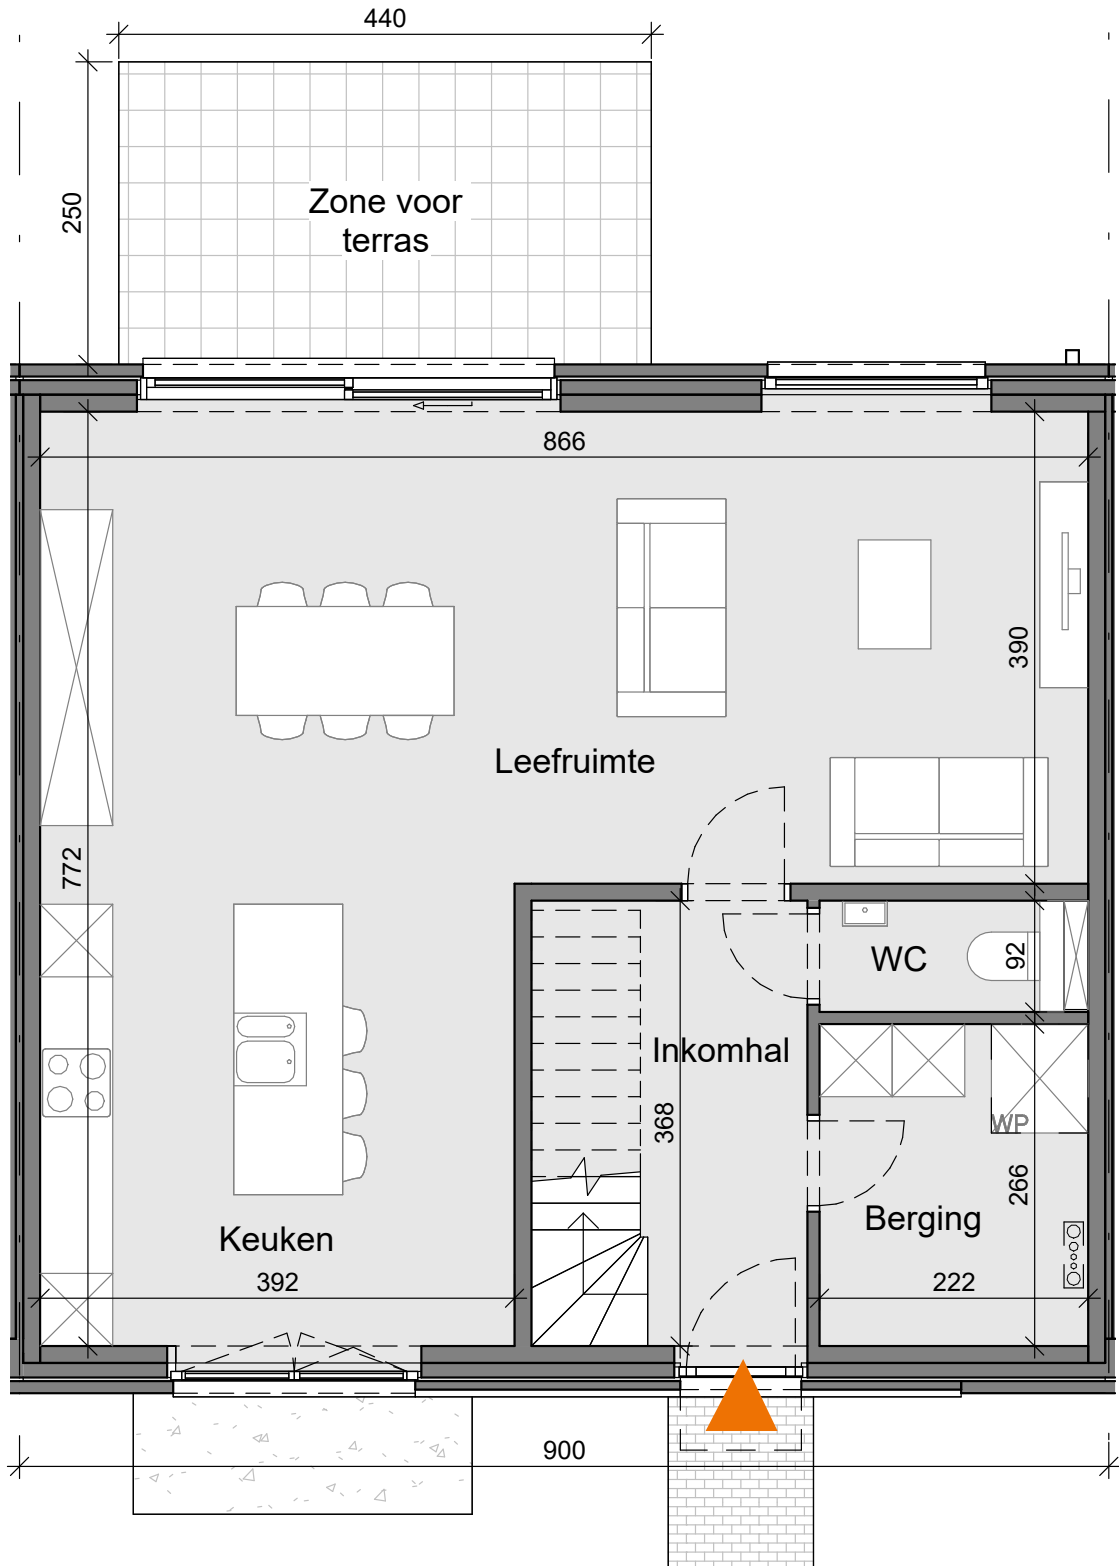 440
250
Zone voor
terras
866
390
Leefruimte
772
WC
92
Inkomhal
368
WP
266
Berging
Keuken
392
222
900